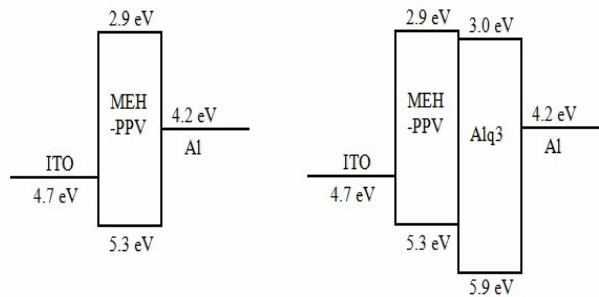 2.9 eV
MEH
-PPV
4.2 eV
Al
ITO
4.7 eV
5.3 eV
2.9 eV
3.0 eV
MEH
-PPV
Alq3
4.2 eV
Al
ITO
4.7 eV
5.3 eV
5.9 eV